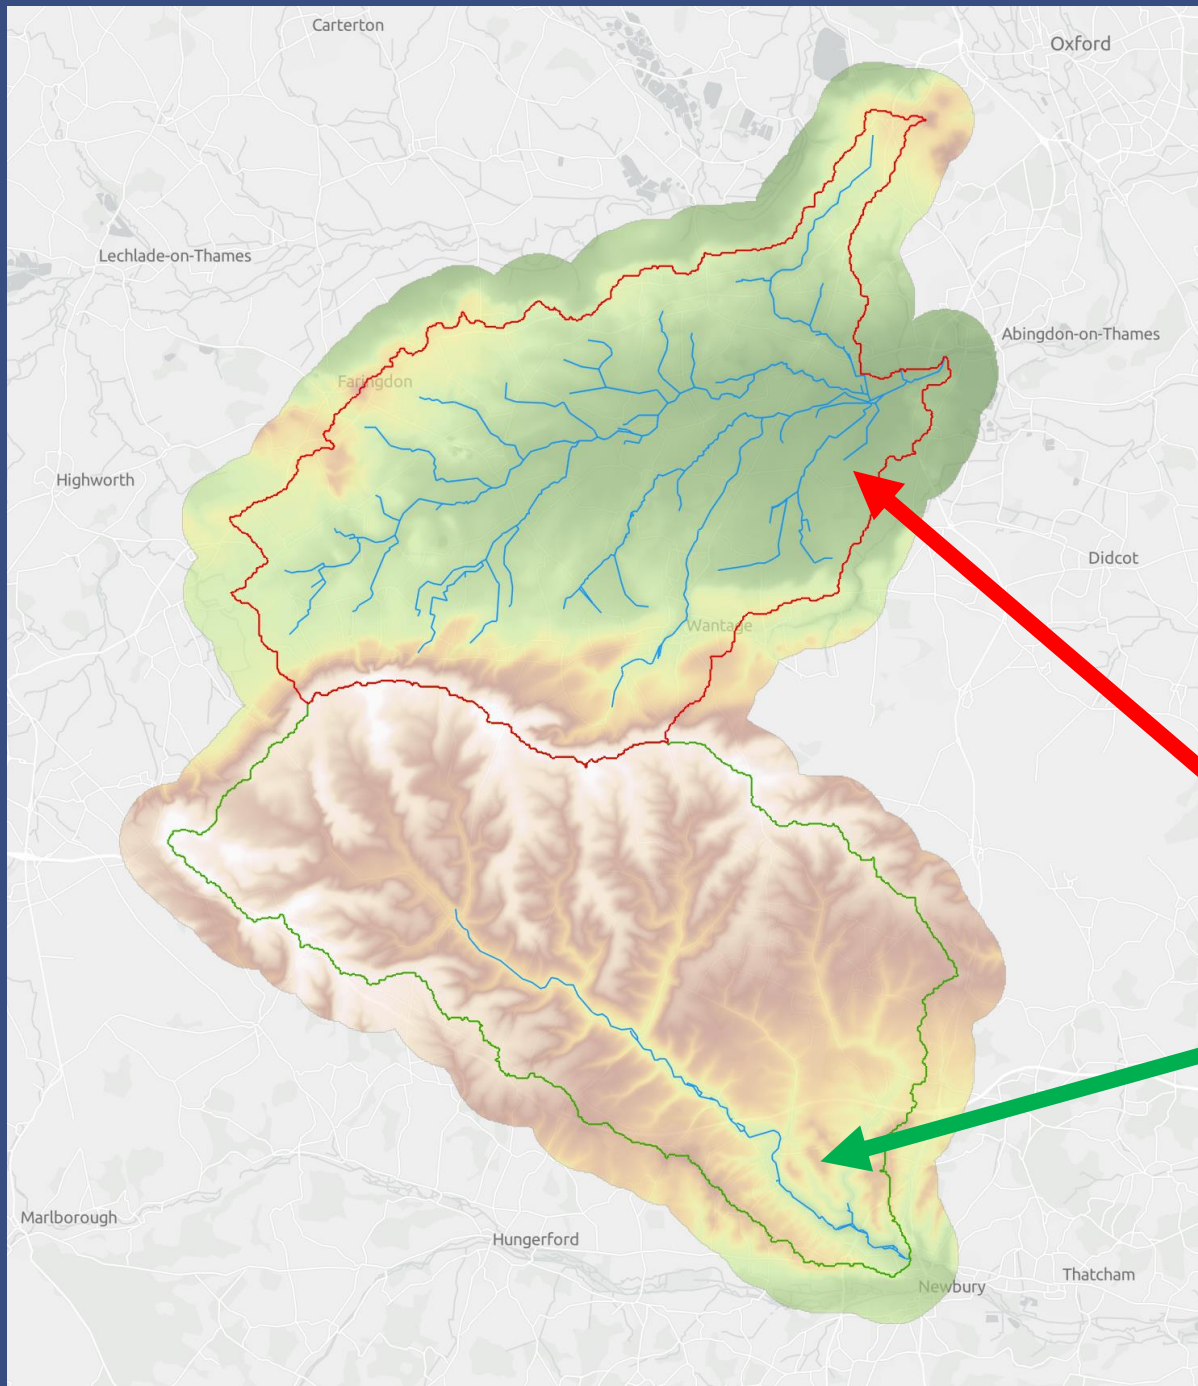 Carterton
Oxford
Lechlade-on-Thames
Abingdon-on-Thames
Faringdon
Highworth
Didcot
Wantage
Marlborough
Hungerford
Thatcham
Newbury